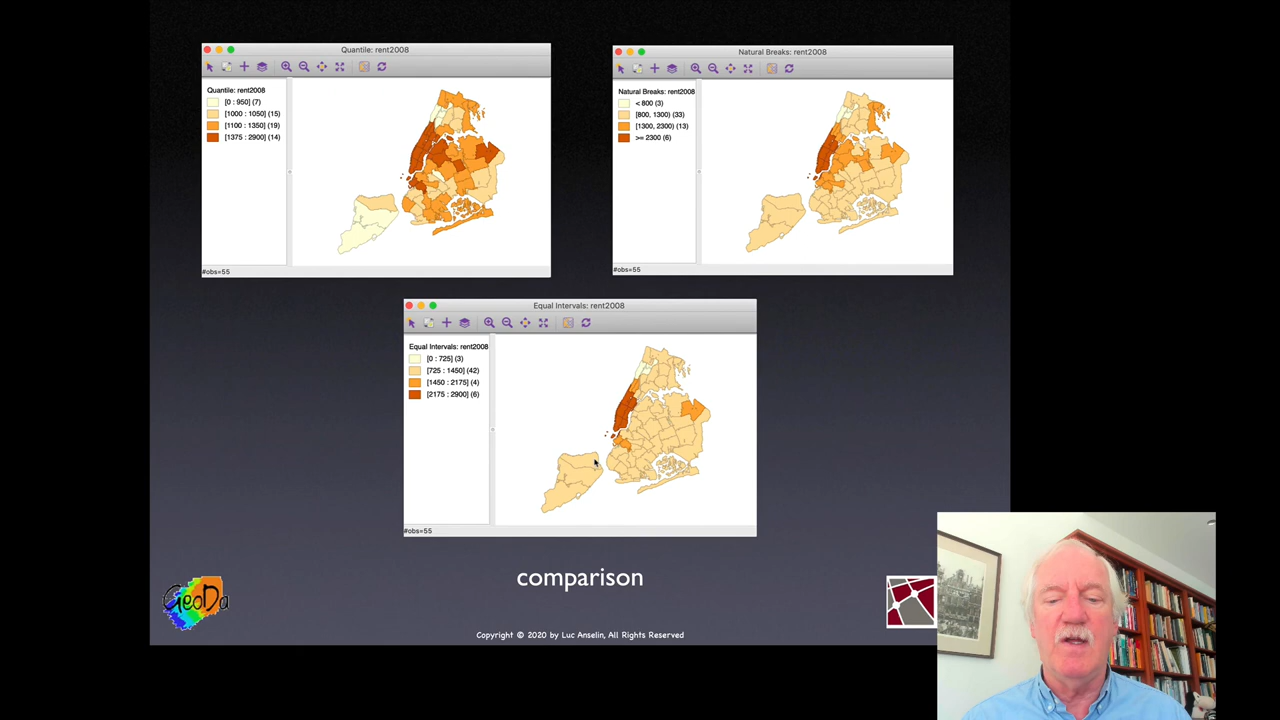 Quantile: rent2008
Quantile: rent2008
[0 : 950] (7)
[1000 : 1050] (15)
[1100 : 1350] (19)
[1375 : 2900] (14)
#obs=55
Natural Breaks: rent2008
Natural Breaks: rent2008
< 800 (3)
[800, 1300) (33)
[1300, 2300) (13)
>= 2300 (6)
#obs=55
Equal Intervals: rent2008
Equal Intervals: rent2008
[0 : 725] (3)
[725 : 1450] (42)
[1450 : 2175] (4)
[2175 : 2900] (6)
#obs=55
comparison
GeoDa
Copyright © 2020 by Luc Anselin, All Rights Reserved